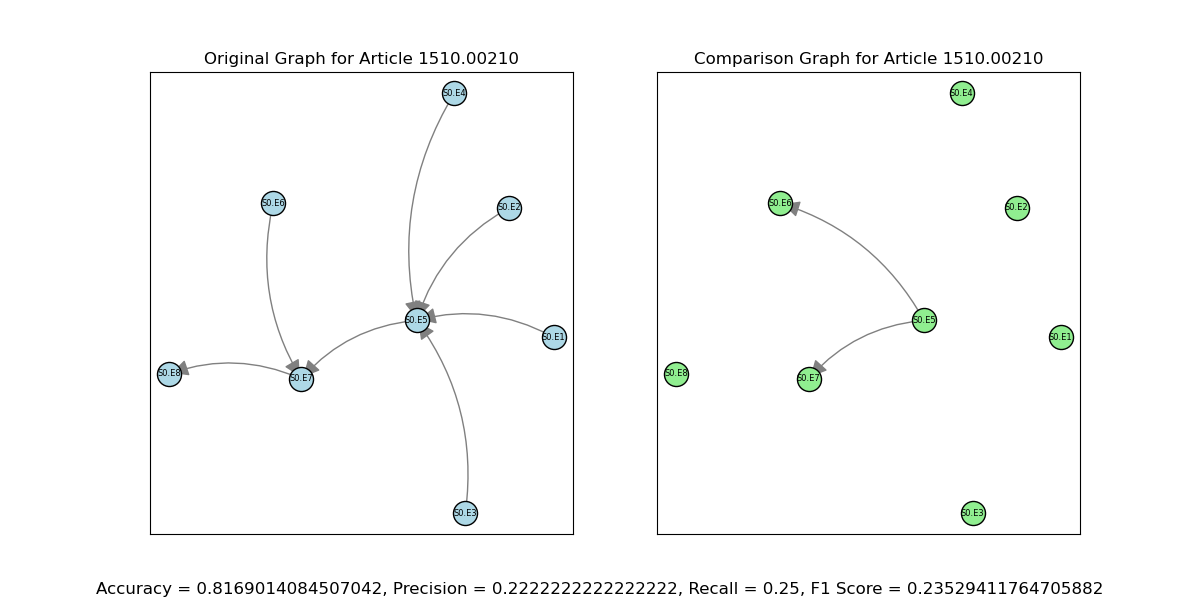 Original Graph for Article 1510.00210
Comparison Graph for Article 1510.00210
S0.E4
S0.E6
S0.E2
S0.E5
S0.E1
S0.E8
S0.E7
S0.E3
S0.E4
S0.E6
S0.E2
S0.E5
S0.E1
S0.E8
S0.E7
S0.E3
Accuracy = 0.8169014084507042, Precision = 0.2222222222222222, Recall = 0.25, F1 Score = 0.23529411764705882